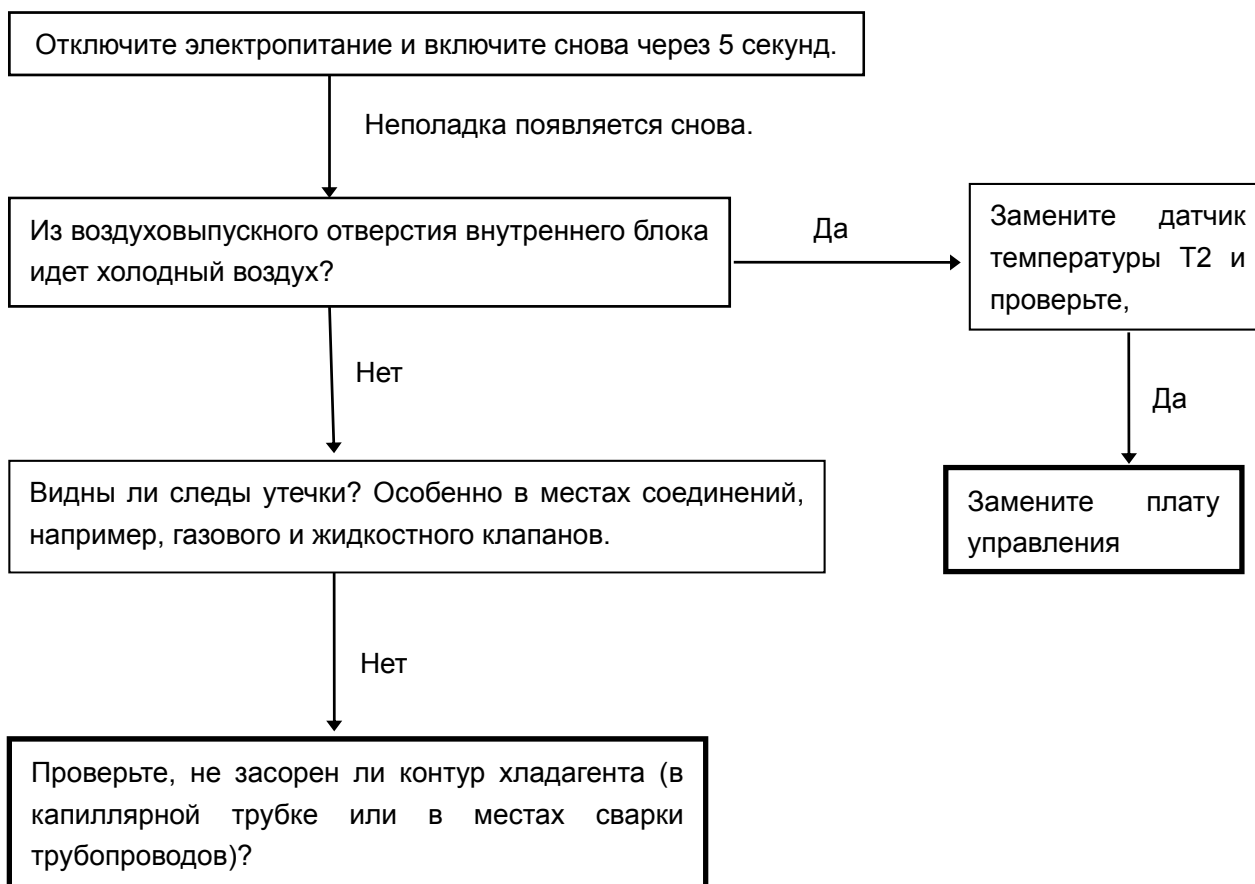 Отключите электропитание и включите снова через 5 секунд.
Неполадка появляется снова.
Из воздуховыпускного отверстия внутреннего блока
идет холодный воздух?
Да
Замените датчик
температуры T2 и
проверьте,
Нет
Да
Видны ли следы утечки? Особенно в местах соединений,
например, газового и жидкостного клапанов.
Замените плату
управления
Нет
Проверьте, не засорен ли контур хладагента (в
капиллярной трубке или в местах сварки
трубопроводов)?